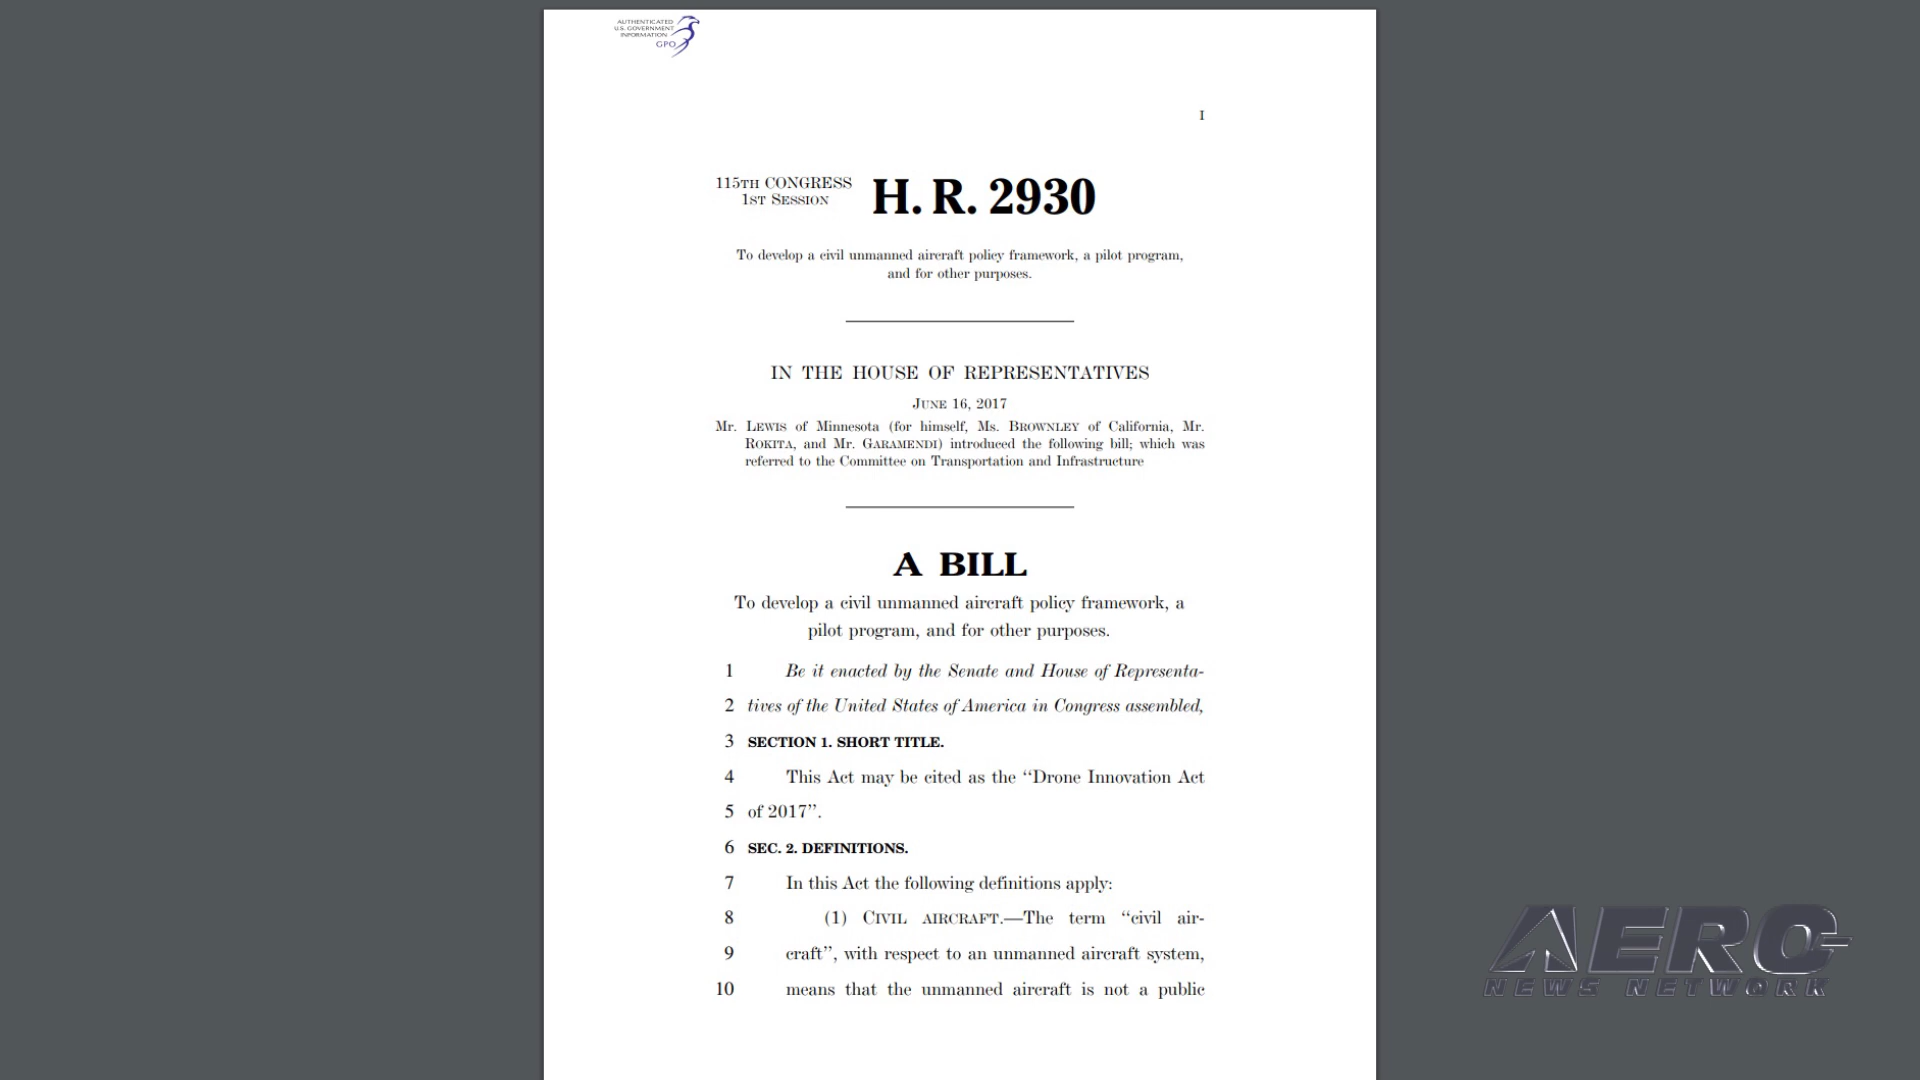 AUTHENTICATED
U.S. GOVERNMENT
INFORMATION
GPO
I
115TH CONGRESS
1ST SESSION
H. R. 2930
To develop a civil unmanned aircraft policy framework, a pilot program,
and for other purposes.
IN THE HOUSE OF REPRESENTATIVES
JUNE 16, 2017
Mr. LEWIS of Minnesota (for himself, Ms. BROWNLEY of California, Mr.
ROKITA, and Mr. GARAMENDI) introduced the following bill; which was
referred to the Committee on Transportation and Infrastructure
A BILL
To develop a civil unmanned aircraft policy framework, a
pilot program, and for other purposes.
1 Be it enacted by the Senate and House of Representa-
2 tives of the United States of America in Congress assembled,
3 SECTION 1. SHORT TITLE.
4 This Act may be cited as the ‘‘Drone Innovation Act
5 of 2017’’.
6 SEC. 2. DEFINITIONS.
7 In this Act the following definitions apply:
8 (1) CIVIL AIRCRAFT.—The term ‘‘civil air-
9 craft’’, with respect to an unmanned aircraft system,
10 means that the unmanned aircraft is not a public
AERO
NEWS NETWORK